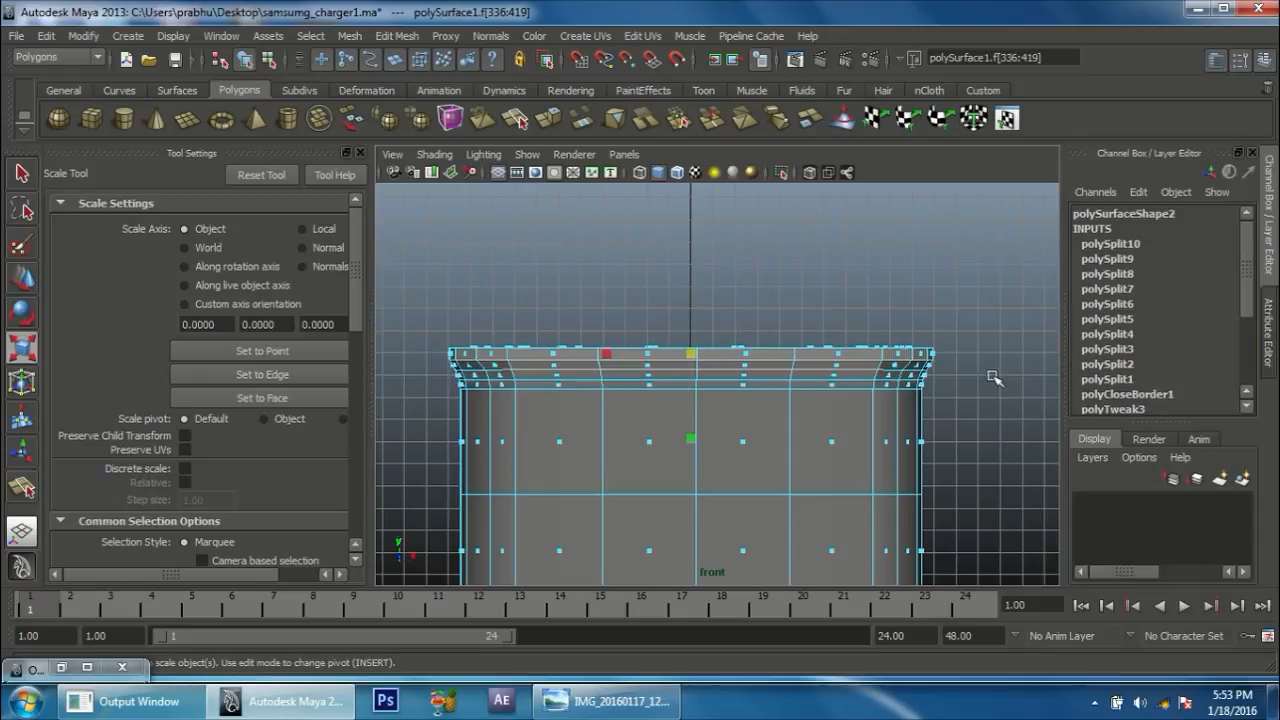 Autodesk Maya 2013: C:\Users\prabhu\Desktop\samsumg_charger1.ma* --- polySurface1.f[336:419]
File Edit Modify Create Display Window Assets Select Mesh Edit Mesh Proxy Normals Color Create UVs Edit UVs Muscle Pipeline Cache Help
Polygons polySurface1.f[336:419]
General Curves Surfaces Polygons Subdivs Deformation Animation Dynamics Rendering PaintEffects Toon Muscle Fluids Fur Hair nCloth Custom
Tool Settings
Scale Tool Reset Tool Tool Help
Scale Settings
Scale Axis: Object Local
World Normal
Along rotation axis Normals
Along live object axis
Custom axis orientation
0.0000 0.0000 0.0000
Set to Point
Set to Edge
Set to Face
Scale pivot: Default Object
Preserve Child Transform
Preserve UVs
Discrete scale:
Relative:
Step size: 1.00
Common Selection Options
Selection Style: Marquee
Camera based selection
View Shading Lighting Show Renderer Panels
y
front
Channel Box / Layer Editor
Channels Edit Object Show
polySurfaceShape2
INPUTS
polySplit10
polySplit9
polySplit8
polySplit7
polySplit6
polySplit5
polySplit4
polySplit3
polySplit2
polySplit1
polyCloseBorder1
polyTweak3
Display Render Anim
Layers Options Help
Channel Box / Layer Editor
Attribute Editor
1 2 3 4 5 6 7 8 9 10 11 12 13 14 15 16 17 18 19 20 21 22 23 24
1 1.00
1.00 1.00 1 24 24.00 48.00 No Anim Layer No Character Set
scale object(s). Use edit mode to change pivot (INSERT).
O...
Output Window Autodesk Maya 2... Ps AE IMG_20160117_12...
5:53 PM
1/18/2016